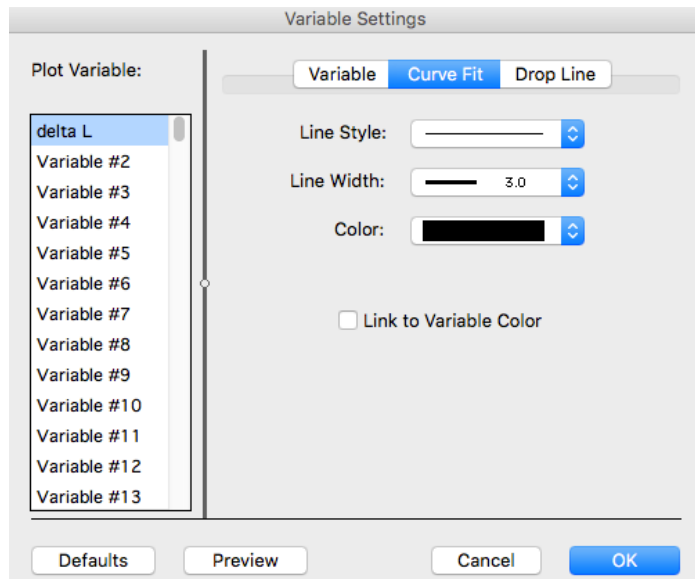 Variable Settings
Plot Variable:
Variable Curve Fit Drop Line
delta L
Variable #2
Variable #3
Variable #4
Variable #5
Variable #6
Variable #7
Variable #8
Variable #9
Variable #10
Variable #11
Variable #12
Variable #13
Line Style:
Line Width: 3.0
Color:
Link to Variable Color
Defaults Preview Cancel OK